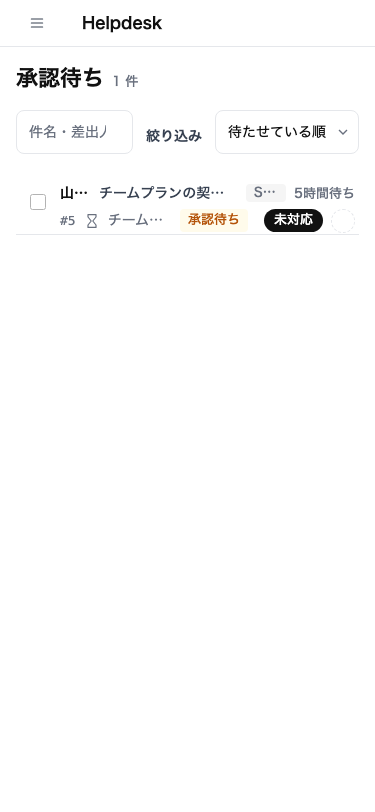 Helpdesk
承認待ち 1 件
件名・差出人
絞り込み
待たせている順
山… チームプランの契… S… 5時間待ち
#5 チーム… 承認待ち 未対応